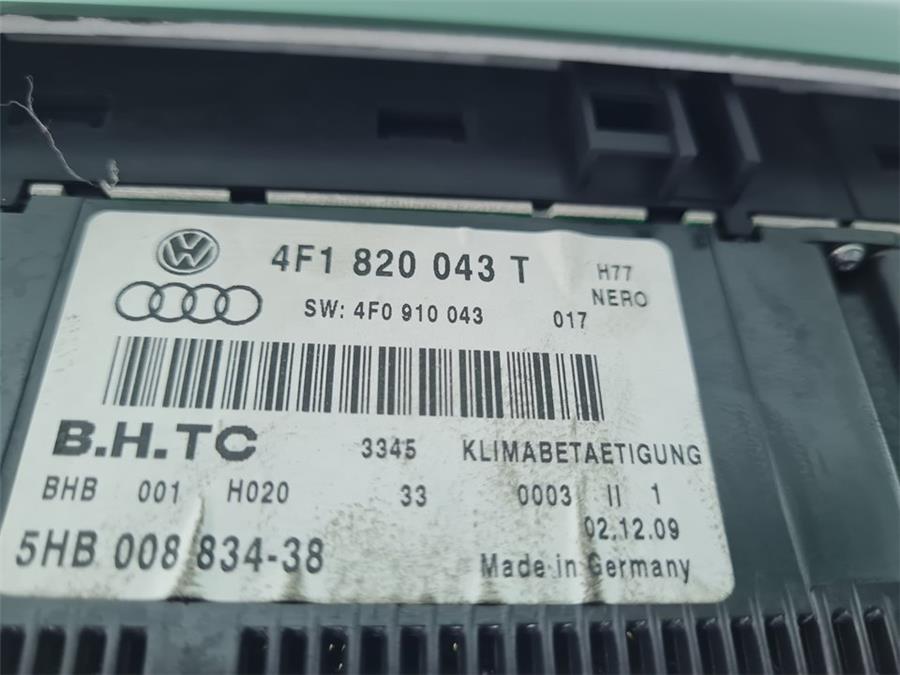 VW 4F1 820 043 T H77
NERO
SW: 4F0 910 043 017
B.H.TC 3345 KLIMABETAETIGUNG
BHB 001 H020 33 0003 II 1
02.12.09
5HB 008 834-38 Made in Germany